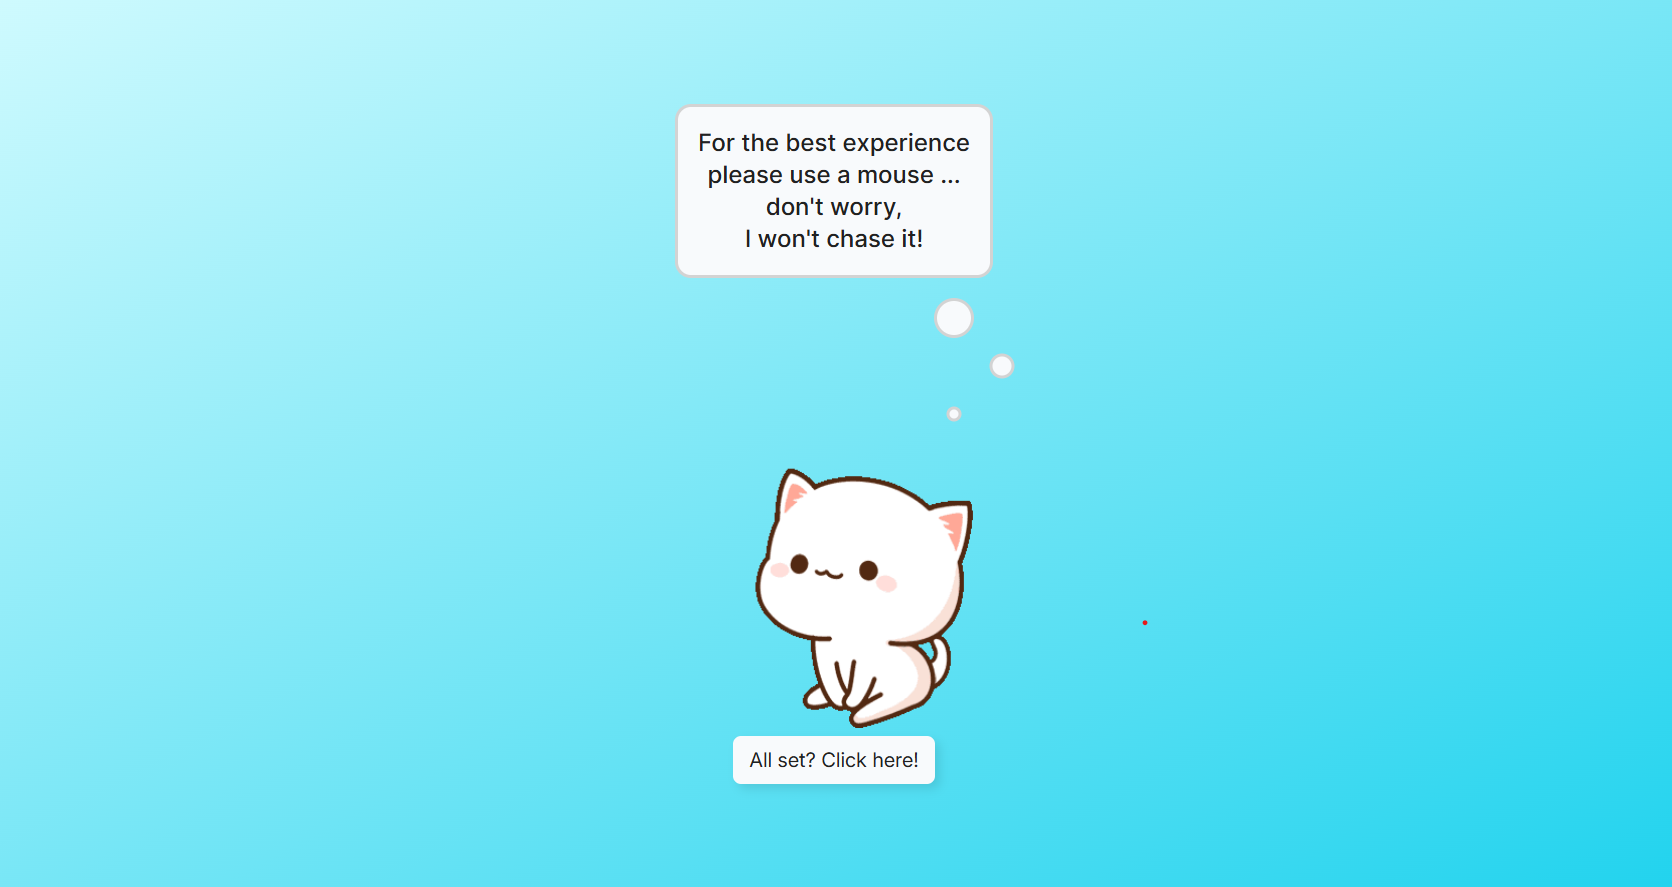 For the best experience
please use a mouse ...
don't worry,
I won't chase it!
All set? Click here!